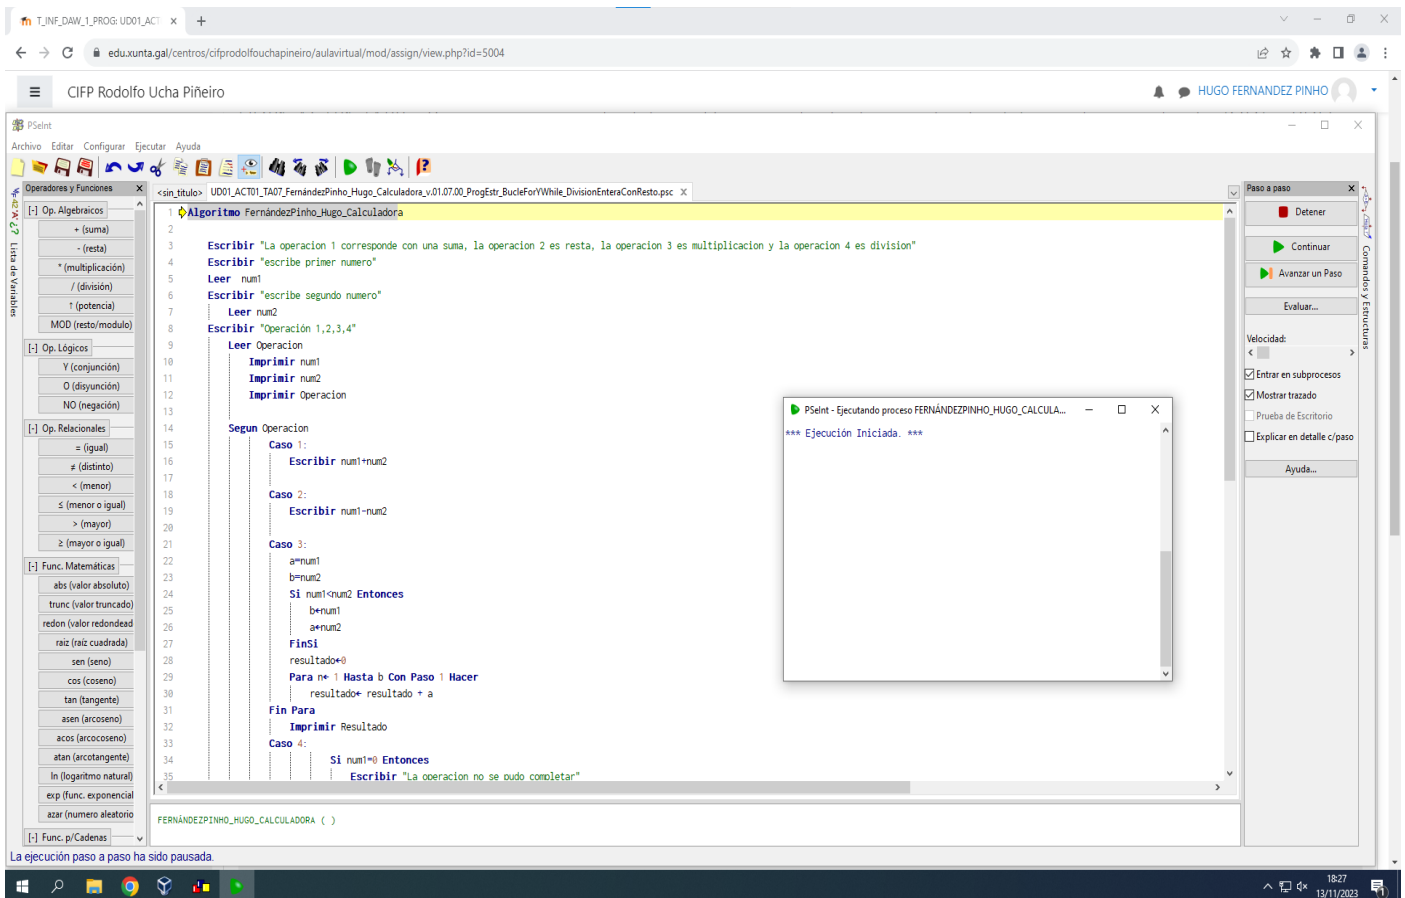 T_INF_DAW_1_PROG: UD01_ACT
edu.xunta.gal/centros/cifprodolfouchapineiro/aulavirtual/mod/assign/view.php?id=5004
CIFP Rodolfo Ucha Piñeiro
HUGO FERNANDEZ PINHO
PSeInt
Archivo Editar Configurar Ejecutar Ayuda
Operadores y Funciones
<sin_titulo> UD01_ACT01_TA07_FernándezPinho_Hugo_Calculadora_v.01.07.00_ProgEstr_BucleForYWhile_DivisionEnteraConResto.psc
Paso a paso
Lista de Variables
[-] Op. Algebraicos
+ (suma)
- (resta)
* (multiplicación)
/ (división)
↑ (potencia)
MOD (resto/modulo)
[-] Op. Lógicos
Y (conjunción)
O (disyunción)
NO (negación)
[-] Op. Relacionales
= (igual)
≠ (distinto)
< (menor)
≤ (menor o igual)
> (mayor)
≥ (mayor o igual)
[-] Func. Matemáticas
abs (valor absoluto)
trunc (valor truncado)
redon (valor redondead
raiz (raíz cuadrada)
sen (seno)
cos (coseno)
tan (tangente)
asen (arcoseno)
acos (arcocoseno)
atan (arcotangente)
ln (logaritmo natural)
exp (func. exponencial
azar (numero aleatorio
[-] Func. p/Cadenas
1 Algoritmo FernándezPinho_Hugo_Calculadora
2
3 Escribir "La operacion 1 corresponde con una suma, la operacion 2 es resta, la operacion 3 es multiplicacion y la operacion 4 es division"
4 Escribir "escribe primer numero"
5 Leer num1
6 Escribir "escribe segundo numero"
7 Leer num2
8 Escribir "Operación 1,2,3,4"
9 Leer Operacion
10 Imprimir num1
11 Imprimir num2
12 Imprimir Operacion
13
14 Segun Operacion
15 Caso 1:
16 Escribir num1+num2
17
18 Caso 2:
19 Escribir num1-num2
20
21 Caso 3:
22 a=num1
23 b=num2
24 Si num1<num2 Entonces
25 b←num1
26 a←num2
27 FinSi
28 resultado←0
29 Para n← 1 Hasta b Con Paso 1 Hacer
30 resultado← resultado + a
31 Fin Para
32 Imprimir Resultado
33 Caso 4:
34 Si num1=0 Entonces
35 Escribir "La operacion no se pudo completar"
FERNÁNDEZPINHO_HUGO_CALCULADORA ( )
PSeInt - Ejecutando proceso FERNÁNDEZPINHO_HUGO_CALCULA...
*** Ejecución Iniciada. ***
Detener
Continuar
Avanzar un Paso
Evaluar...
Velocidad:
Entrar en subprocesos
Mostrar trazado
Prueba de Escritorio
Explicar en detalle c/paso
Ayuda...
Comandos y Estructuras
La ejecución paso a paso ha sido pausada.
18:27
13/11/2023